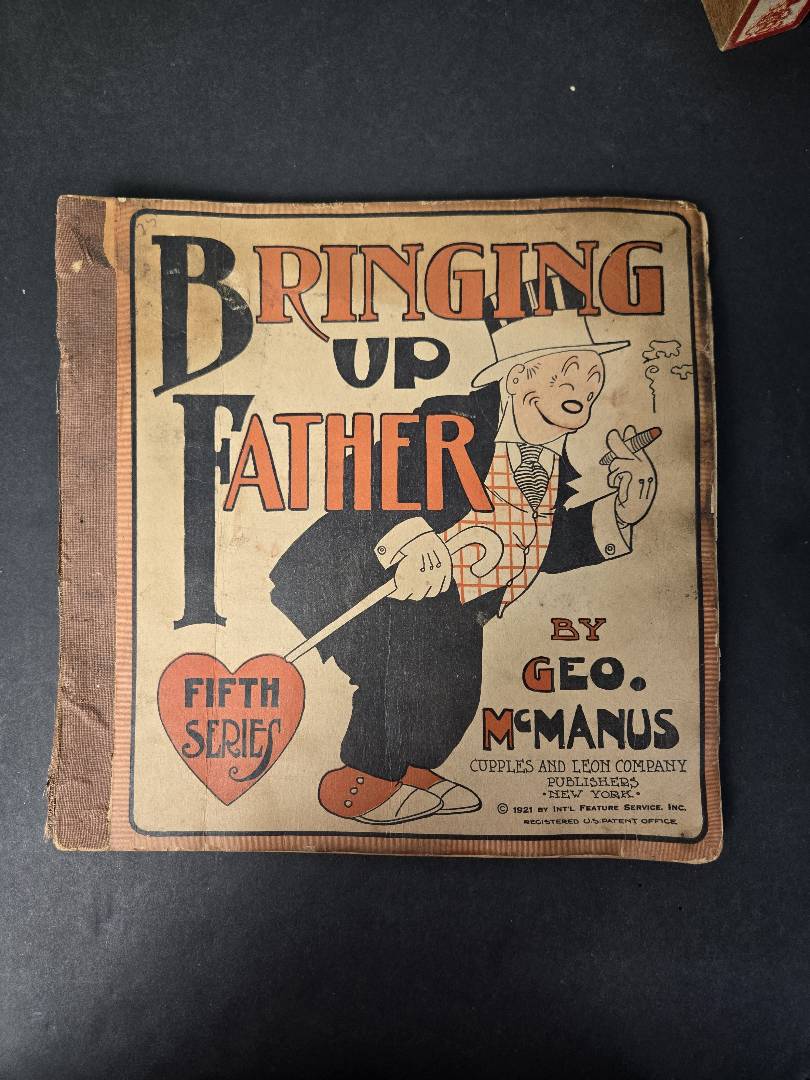 BRINGING
UP
FATHER
FIFTH
SERIES
BY
GEO.
McMANUS
CUPPLES AND LEON COMPANY
PUBLISHERS
·NEW YORK·
© 1921 BY INT'L FEATURE SERVICE, INC.
REGISTERED U.S. PATENT OFFICE